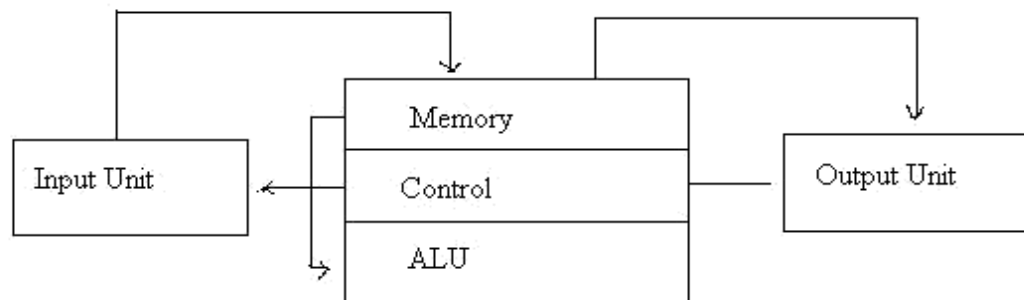 Memory
Input Unit
Control
Output Unit
ALU